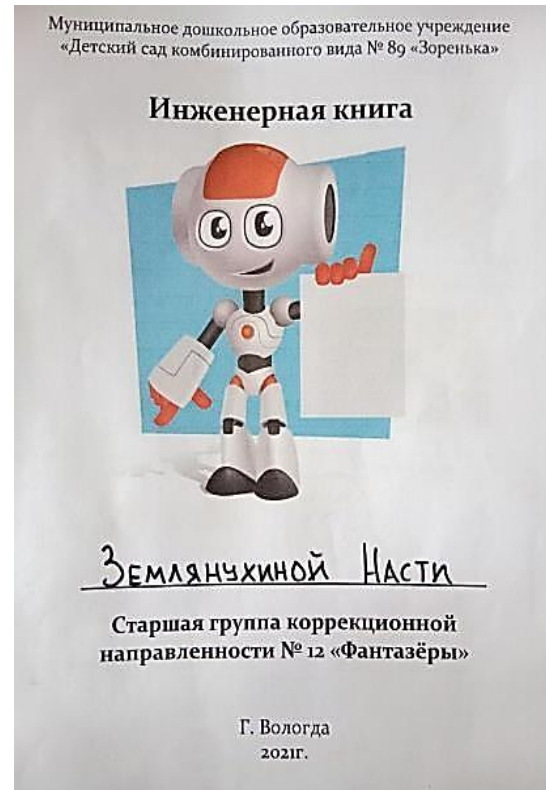 Муниципальное дошкольное образовательное учреждение
«Детский сад комбинированного вида № 89 «Зоренька»
Инженерная книга
Землянухиной Насти
Старшая группа коррекционной
направленности № 12 «Фантазёры»
Г. Вологда
2021г.